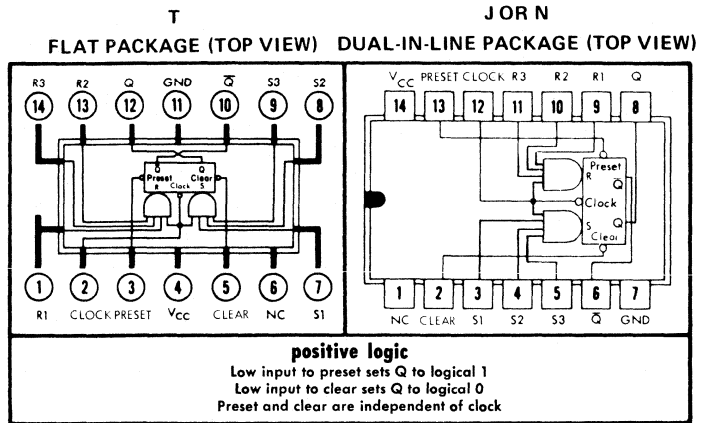 T
FLAT PACKAGE (TOP VIEW)
R3 R2 Q GND Q̅ S3 S2
14 13 12 11 10 9 8
Q Q
Preset Clear
R Clock S
1 2 3 4 5 6 7
R1 CLOCK PRESET VCC CLEAR NC S1
J OR N
DUAL-IN-LINE PACKAGE (TOP VIEW)
VCC PRESET CLOCK R3 R2 R1 Q
14 13 12 11 10 9 8
Preset
R Q̅
Clock
S Q
Clear
1 2 3 4 5 6 7
NC CLEAR S1 S2 S3 Q̅ GND
positive logic
Low input to preset sets Q to logical 1
Low input to clear sets Q to logical 0
Preset and clear are independent of clock